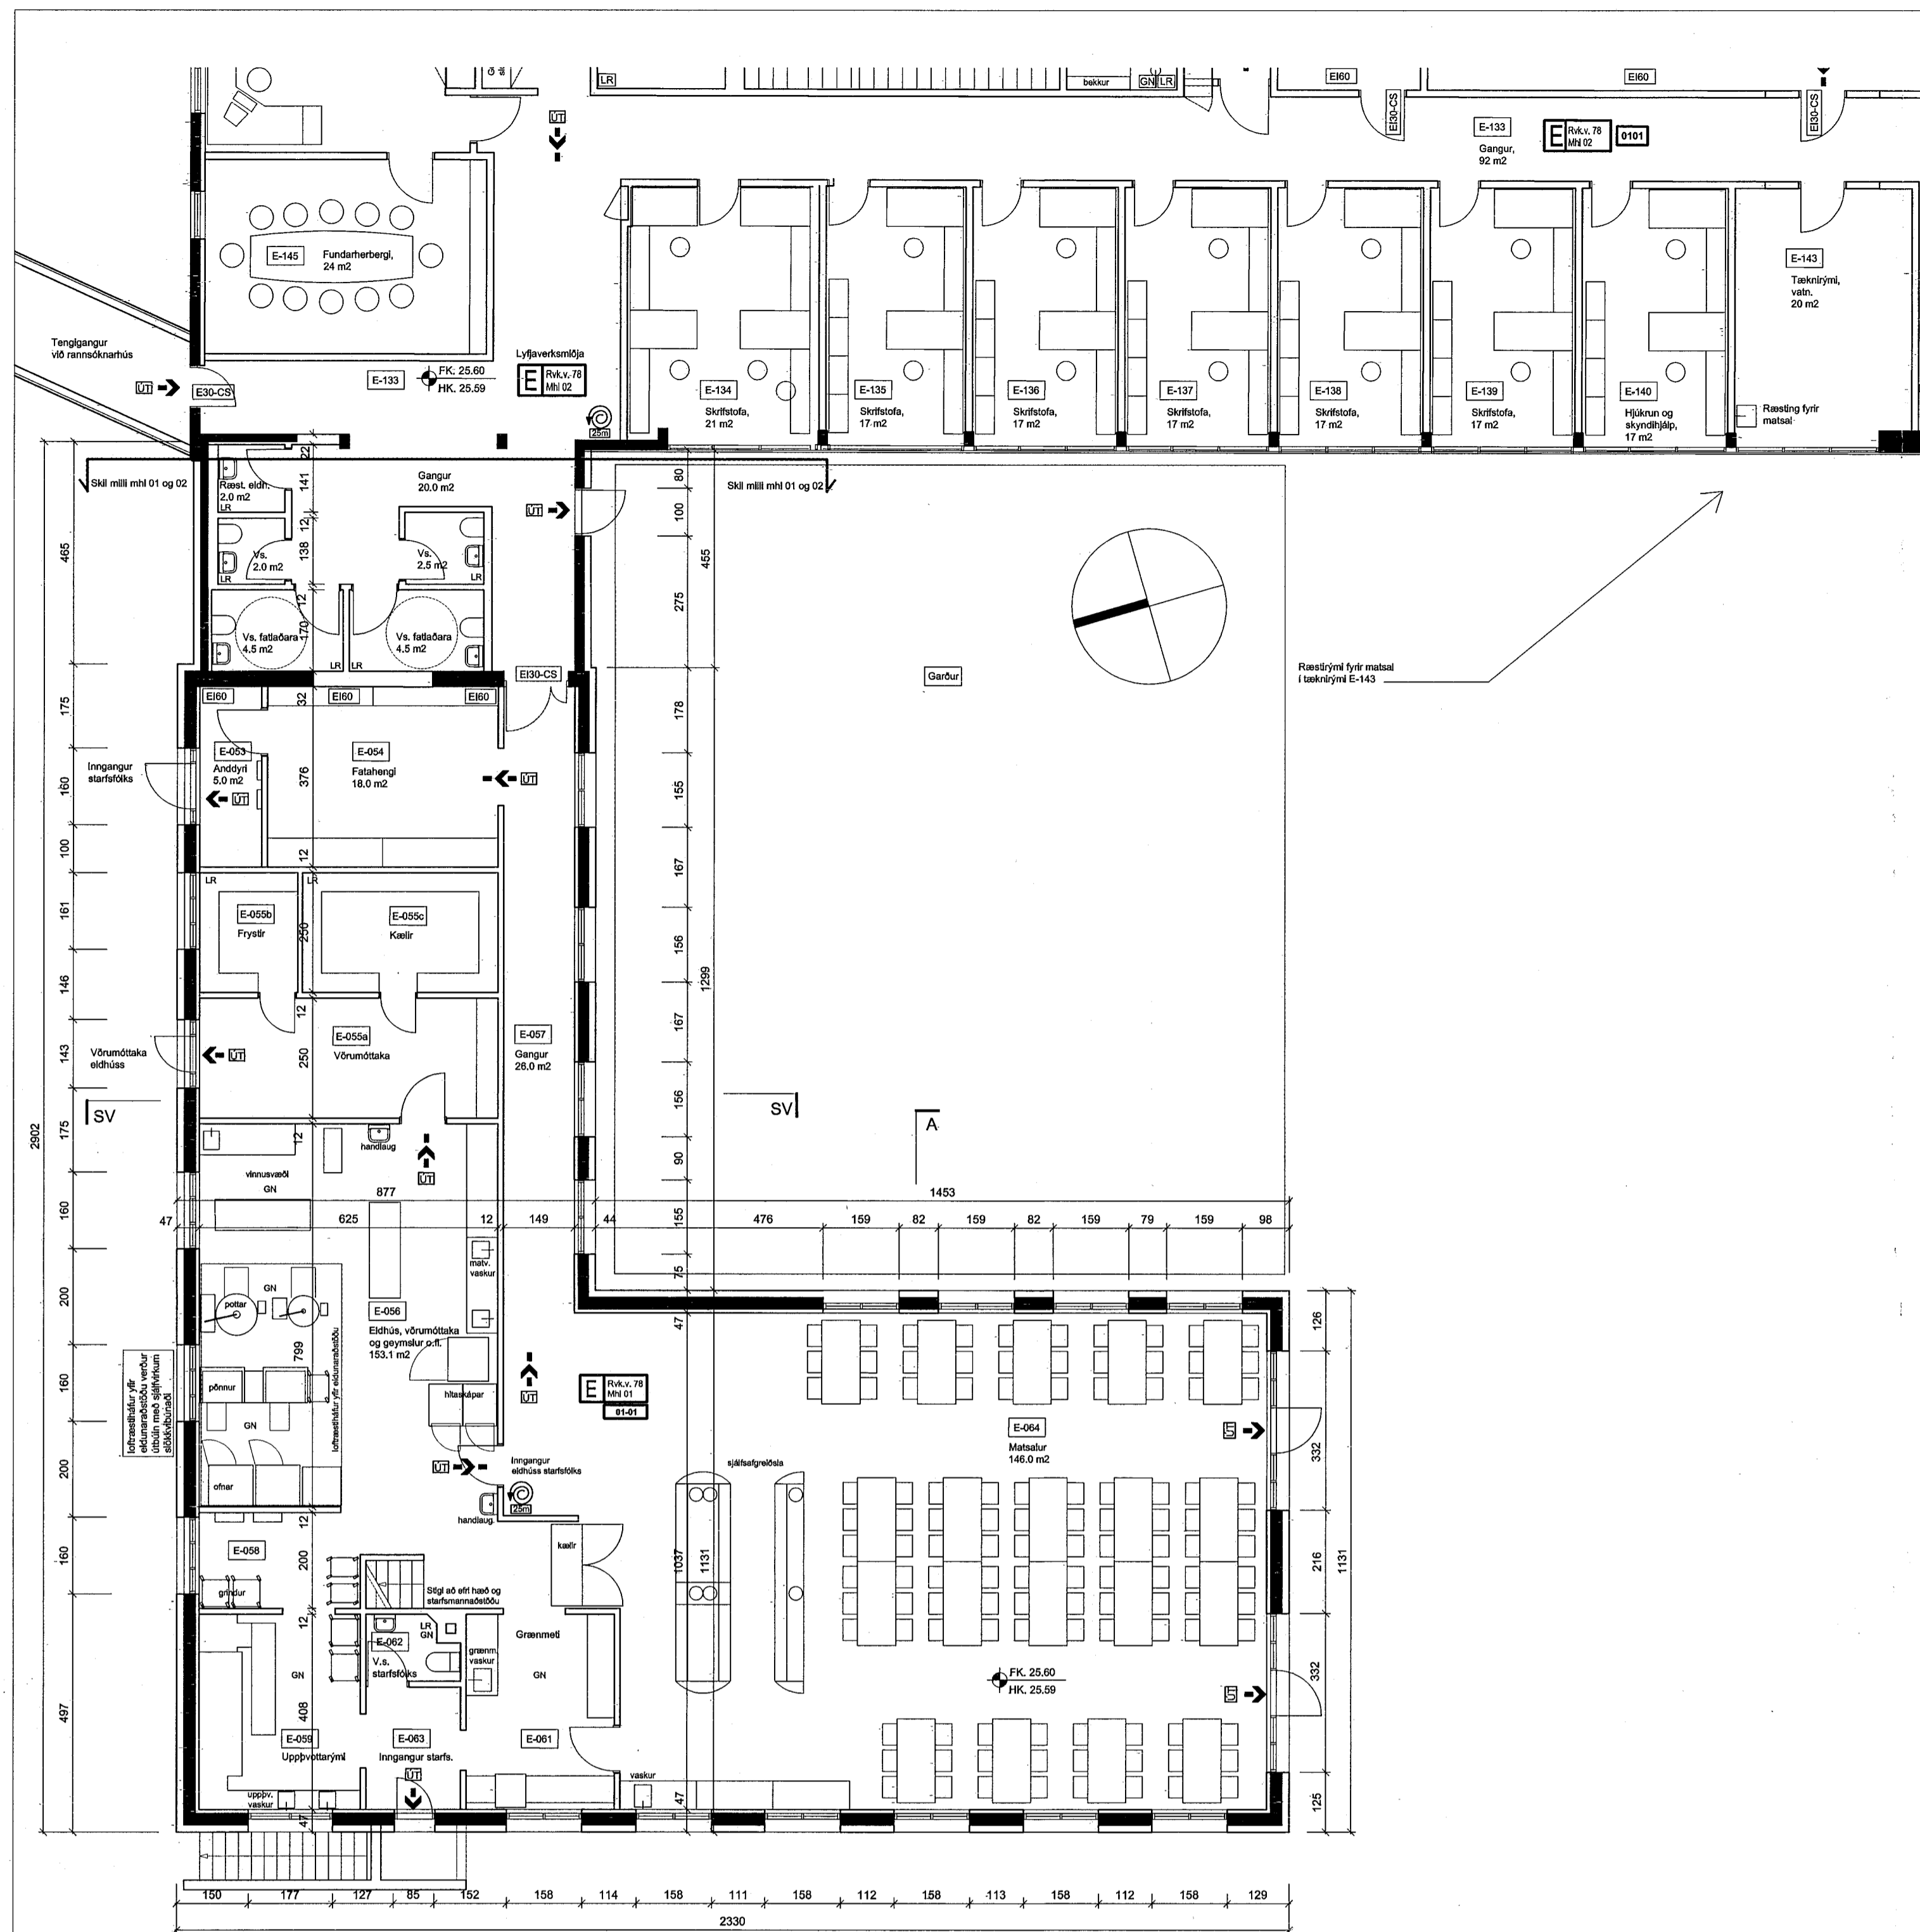 LR
bekkur
GN
LR
EI60
EI60
ÚT
EI30-CS
EI30-CS
E-133
Gangur,
92 m2
E
Rvk.v. 78
Mhl 02
0101
E-145
Fundarherbergi,
24 m2
E-143
Tæknirými,
vatn.
20 m2
Tengigangur
við rannsóknarhús
ÚT
E30-CS
E-133
FK. 25.60
HK. 25.59
Lyfjaverksmiðja
E
Rvk.v. 78
Mhl 02
25m
E-134
Skrifstofa,
21 m2
E-135
Skrifstofa,
17 m2
E-136
Skrifstofa,
17 m2
E-137
Skrifstofa,
17 m2
E-138
Skrifstofa,
17 m2
E-139
Skrifstofa,
17 m2
E-140
Hjúkrun og
skyndihjálp,
17 m2
Ræsting fyrir
matsal
Skil milli mhl 01 og 02
Ræst. eldh.
2.0 m2
LR
Gangur
20.0 m2
ÚT
Skil milli mhl 01 og 02
22
141
12
138
12
170
80
100
455
275
465
Vs.
2.0 m2
LR
Vs.
2.5 m2
LR
Vs. fatlaðara
4.5 m2
LR
LR
Vs. fatlaðara
4.5 m2
EI30-CS
Garður
Ræstirými fyrir matsal
í tæknirými E-143
EI60
EI60
EI60
32
175
178
E-053
Anddyri
5.0 m2
ÚT
E-054
Fatahengi
18.0 m2
ÚT
Inngangur
starfsfólks
376
160
155
100
12
167
LR
LR
E-055b
Frystir
E-055c
Kælir
161
250
156
1299
146
12
167
E-055a
Vörumóttaka
E-057
Gangur
26.0 m2
Vörumóttaka
eldhúss
ÚT
143
250
156
SV
SV
A
2902
175
12
90
handlaug
ÚT
vinnusvæði
GN
877
1453
47
625
12
149
44
155
476
159
82
159
82
159
79
159
98
160
75
matv.
vaskur
GN
pottar
E-056
Eldhús, vörumóttaka
og geymslur o.fl.
153.1 m2
200
799
47
126
loftræstiháfur yfir
eldunaraðstöðu verður
útbúin með sjálfvirkum
slökkvibúnaði
loftræstiháfur yfir eldunaraðstöðu
pönnur
hitaskápar
ÚT
E
Rvk.v. 78
Mhl 01
01-01
160
GN
E-064
Matsalur
146.0 m2
ÚT
332
200
ofnar
ÚT
Inngangur
eldhúss starfsfólks
25m
handlaug
sjálfsafgreiðsla
12
E-058
grindur
160
200
kælir
1037
1131
216
1131
Stigi að efri hæð og
starfsmannaðstöðu
12
LR
GN
E-062
V.s.
starfsfólks
Grænmeti
grænm.
vaskur
GN
GN
FK. 25.60
HK. 25.59
332
ÚT
497
408
E-059
Uppþvottarými
E-063
Inngangur starfs.
ÚT
E-061
vaskur
uppþv.
vaskur
47
47
125
150
177
127
85
152
158
114
158
111
158
112
158
113
158
112
158
129
2330